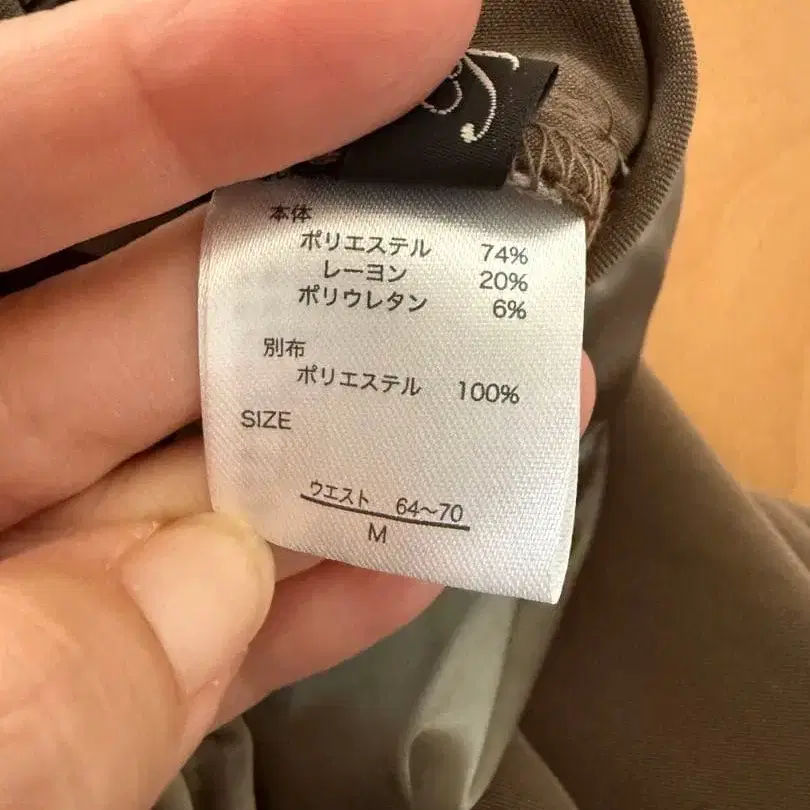 本体
ポリエステル 74%
レーヨン 20%
ポリウレタン 6%
別布
ポリエステル 100%
SIZE
ウエスト 64～70
M